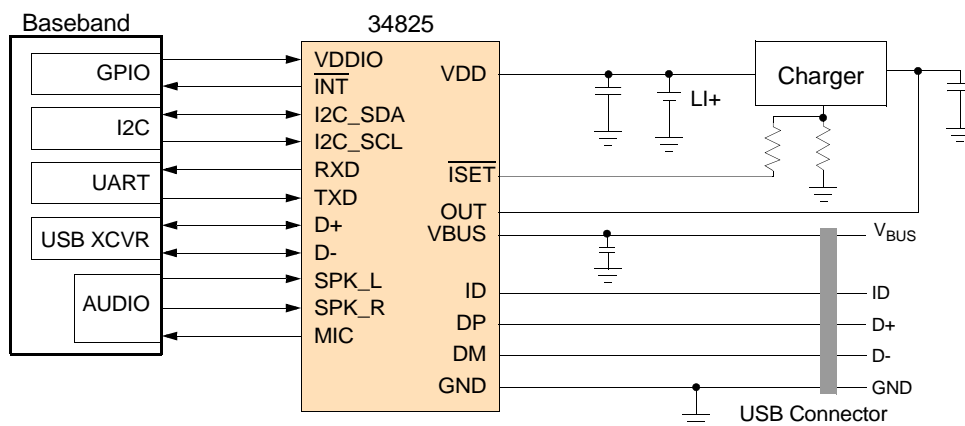 Baseband
34825
GPIO
I2C
UART
USB XCVR
AUDIO
VDDIO
INT
I2C_SDA
I2C_SCL
RXD
TXD
D+
D-
SPK_L
SPK_R
MIC
VDD
ISET
OUT
VBUS
ID
DP
DM
GND
LI+
Charger
VBUS
ID
D+
D-
GND
USB Connector